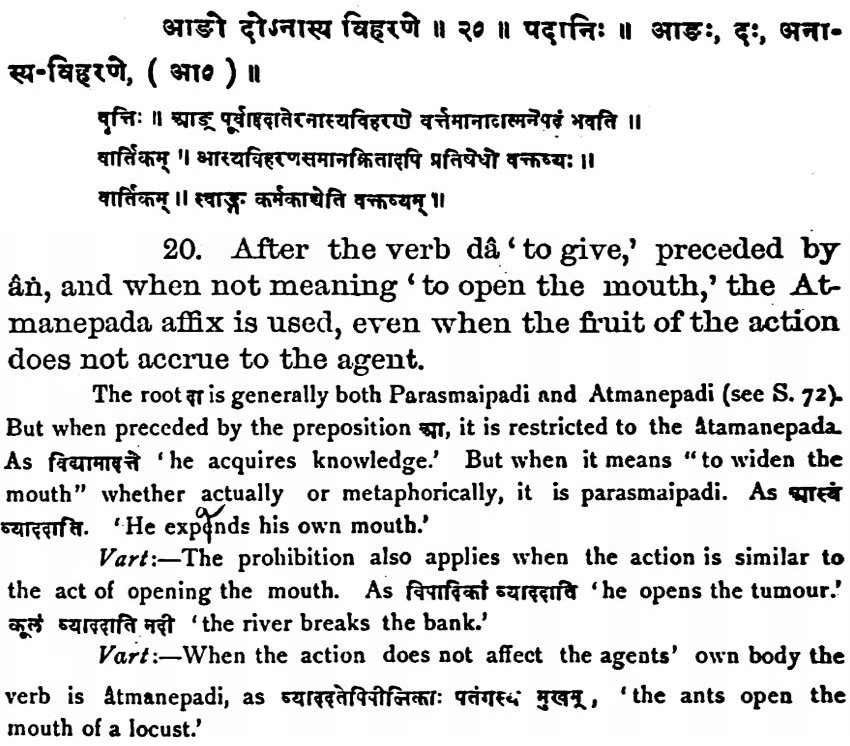 आङो दोऽनास्य विहरणे ॥ २० ॥ पदानिः ॥ आङः, दः, अना-
स्य-विहरणे, ( आ० ) ॥
वृत्तिः ॥ आङ् पूर्वाद्ददातेरनास्यविहरणे वर्त्तमानादात्मनेपदं भवति ॥
वार्तिकम् ॥ आस्यविहरणसमानक्रितादपि प्रतिषेधो वक्तव्यः ॥
वार्तिकम् ॥ स्वाङ्ग कर्मकाच्चेति वक्तव्यम् ॥
20. After the verb dâ ‘to give,’ preceded by
âṅ, and when not meaning ‘to open the mouth,’ the At-
manepada affix is used, even when the fruit of the action
does not accrue to the agent.
The root दा is generally both Parasmaipadi and Atmanepadi (see S. 72).
But when preceded by the preposition आ, it is restricted to the Âtamanepada.
As विद्यामादत्ते ‘he acquires knowledge.’ But when it means “to widen the
mouth” whether actually or metaphorically, it is parasmaipadi. As आस्यं
व्याददाति. ‘He expands his own mouth.’
Vart:—The prohibition also applies when the action is similar to
the act of opening the mouth. As विपादिकां व्याददाति ‘he opens the tumour.’
कूलं व्याददाति नदी ‘the river breaks the bank.’
Vart:—When the action does not affect the agents’ own body the
verb is Âtmanepadi, as व्याददतेपिपीलिकाः पतंगस्य मुखम्, ‘the ants open the
mouth of a locust.’